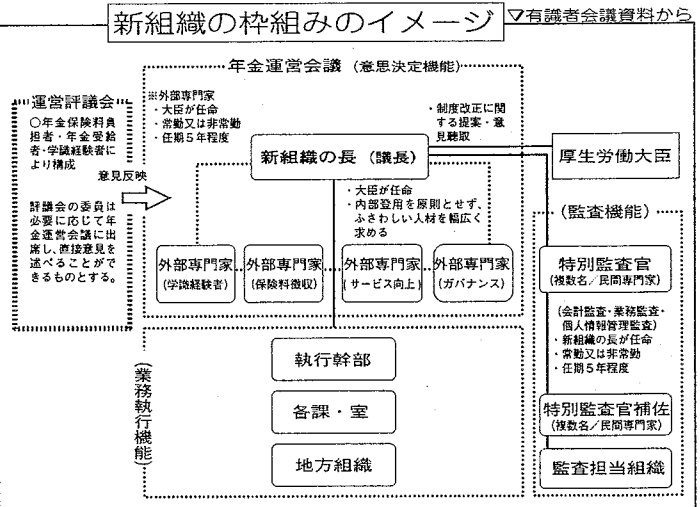 新組織の枠組みのイメージ
▽有識者会議資料から
年金運営会議（意思決定機能）
運営評議会
○年金保険料負
担者・年金受給
者・学識経験者に
より構成
評議会の委員は
必要に応じて年
金運営会議に出
席し、直接意見を
述べることがで
きるものとする。
意見反映
※外部専門家
・大臣が任命
・常勤又は非常勤
・任期５年程度
・制度改正に関
する提案・意
見聴取
新組織の長（議長）
厚生労働大臣
・大臣が任命
・内部登用を原則とせず、
ふさわしい人材を幅広く
求める
外部専門家
(学識経験者)
外部専門家
(保険料徴収)
外部専門家
(サービス向上)
外部専門家
(ガバナンス)
(業務執行機能)
執行幹部
各課・室
地方組織
(監査機能)
特別監査官
(複数名／民間専門家)
(会計監査・業務監査・
個人情報管理監査)
・新組織の長が任命
・常勤又は非常勤
・任期５年程度
特別監査官補佐
(複数名／民間専門家)
監査担当組織